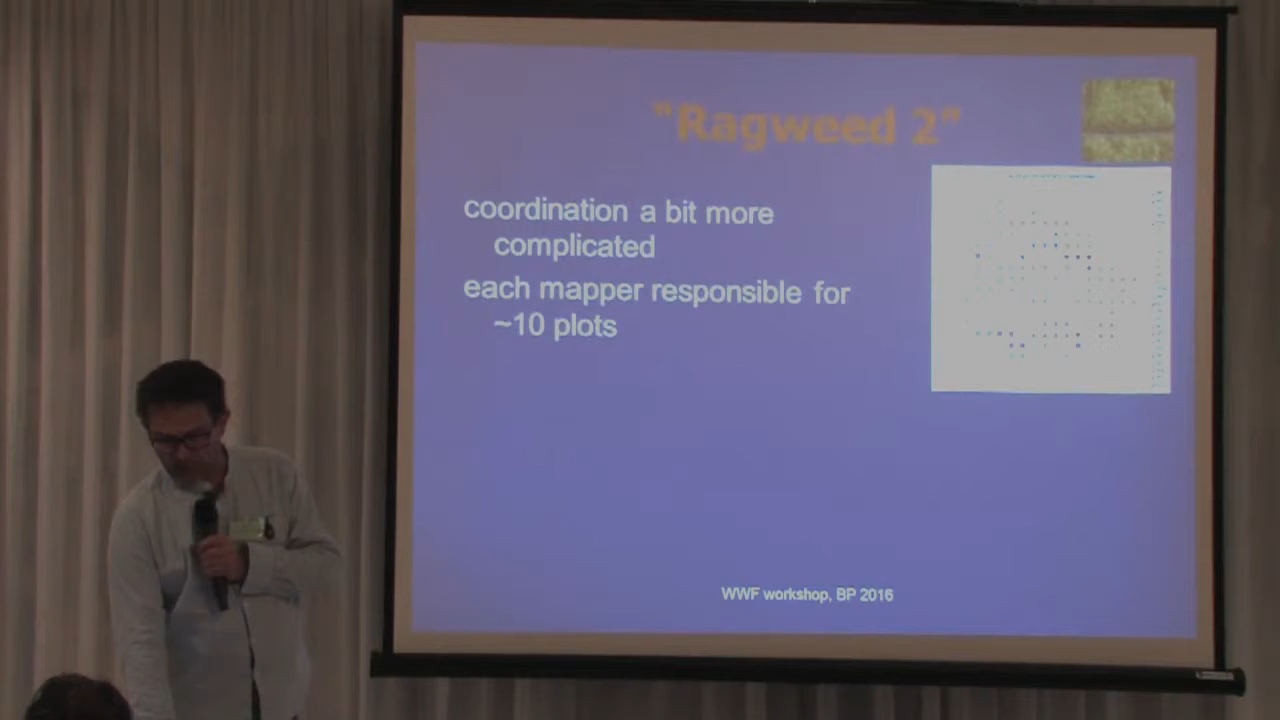 "Ragweed 2"
coordination a bit more
complicated
each mapper responsible for
~10 plots
WWF workshop, BP 2016